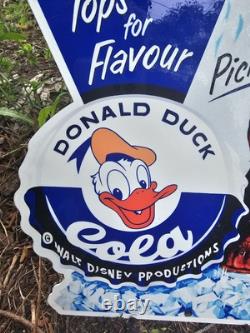 Tops
for
Flavour
Pic
DONALD DUCK
Cola
© WALT DISNEY PRODUCTIONS